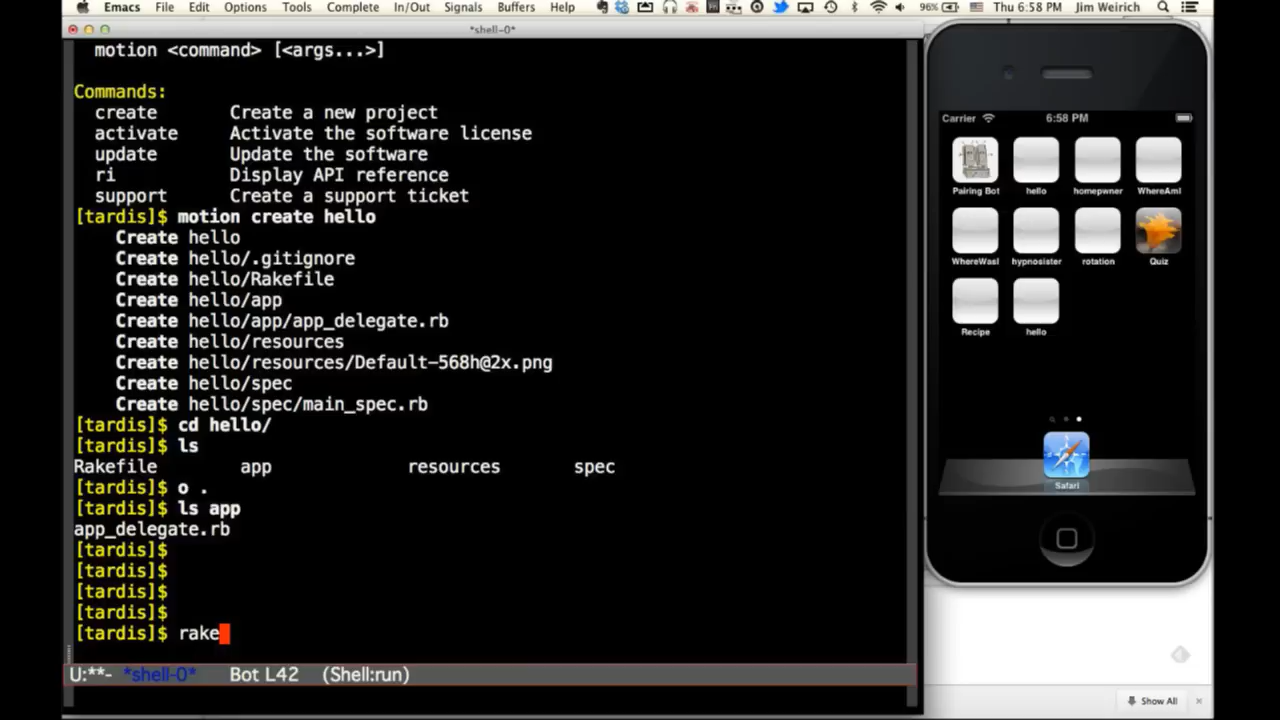 Emacs File Edit Options Tools Complete In/Out Signals Buffers Help 96% Thu 6:58 PM Jim Weirich
*shell-0*
motion <command> [<args...>]
Commands:
create Create a new project
activate Activate the software license
update Update the software
ri Display API reference
support Create a support ticket
[tardis]$ motion create hello
Create hello
Create hello/.gitignore
Create hello/Rakefile
Create hello/app
Create hello/app/app_delegate.rb
Create hello/resources
Create hello/resources/Default-568h@2x.png
Create hello/spec
Create hello/spec/main_spec.rb
[tardis]$ cd hello/
[tardis]$ ls
Rakefile app resources spec
[tardis]$ o .
[tardis]$ ls app
app_delegate.rb
[tardis]$
[tardis]$
[tardis]$
[tardis]$
[tardis]$ rake
U:**- *shell-0* Bot L42 (Shell:run)
Carrier 6:58 PM
Pairing Bot hello homepwner WhereAmI
WhereWasI hypnosister rotation Quiz
Recipe hello
Safari
Show All